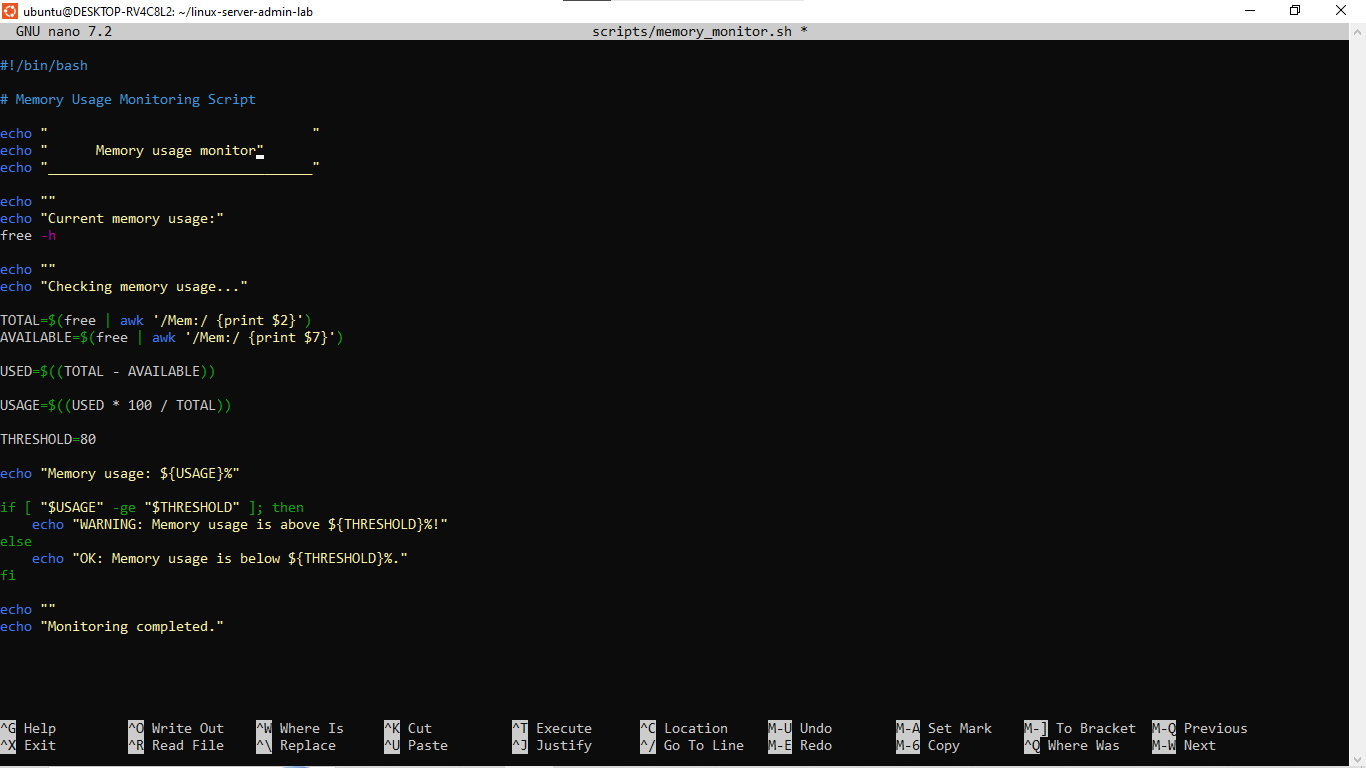 ubuntu@DESKTOP-RV4C8L2: ~/linux-server-admin-lab
GNU nano 7.2 scripts/memory_monitor.sh *
#!/bin/bash
# Memory Usage Monitoring Script
echo "                                 "
echo "      Memory usage monitor"
echo "_________________________________"
echo ""
echo "Current memory usage:"
free -h
echo ""
echo "Checking memory usage..."
TOTAL=$(free | awk '/Mem:/ {print $2}')
AVAILABLE=$(free | awk '/Mem:/ {print $7}')
USED=$((TOTAL - AVAILABLE))
USAGE=$((USED * 100 / TOTAL))
THRESHOLD=80
echo "Memory usage: ${USAGE}%"
if [ "$USAGE" -ge "$THRESHOLD" ]; then
    echo "WARNING: Memory usage is above ${THRESHOLD}%!"
else
    echo "OK: Memory usage is below ${THRESHOLD}%."
fi
echo ""
echo "Monitoring completed."
^G Help ^O Write Out ^W Where Is ^K Cut ^T Execute ^C Location M-U Undo M-A Set Mark M-] To Bracket M-Q Previous
^X Exit ^R Read File ^\ Replace ^U Paste ^J Justify ^/ Go To Line M-E Redo M-6 Copy ^Q Where Was M-W Next